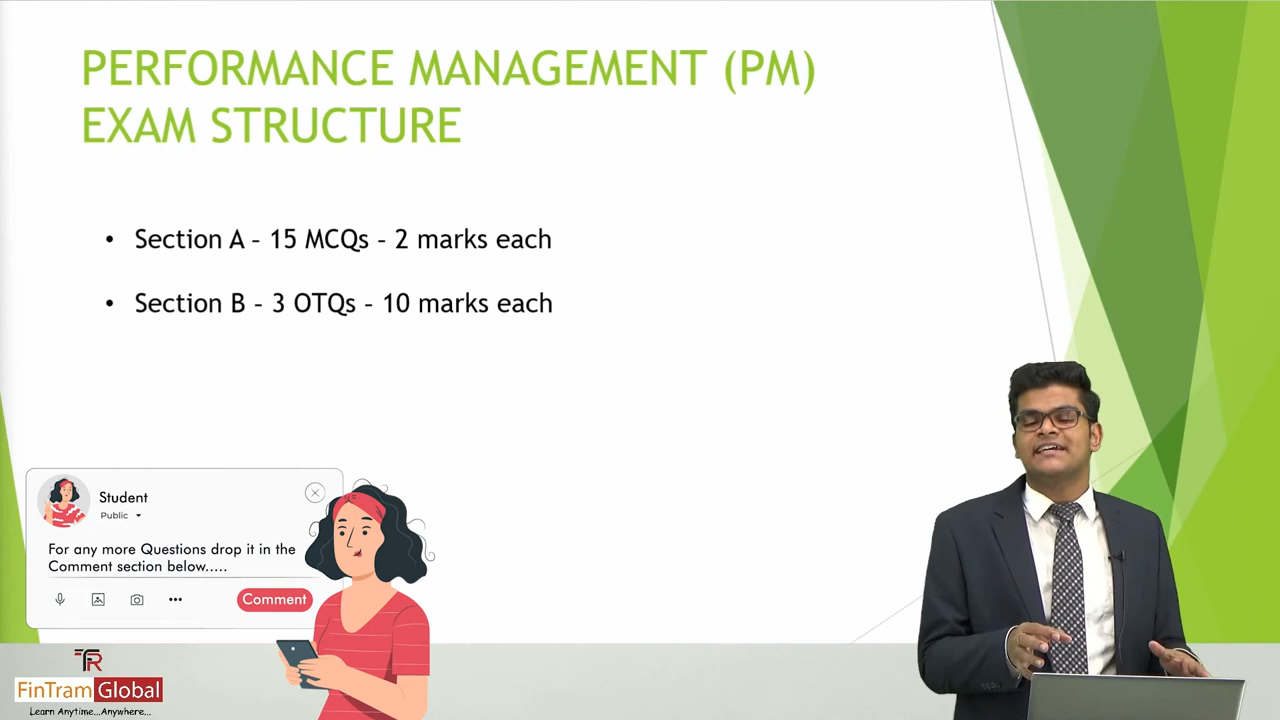 PERFORMANCE MANAGEMENT (PM)
EXAM STRUCTURE
• Section A – 15 MCQs – 2 marks each
• Section B – 3 OTQs – 10 marks each
Student
Public
For any more Questions drop it in the
Comment section below.....
Comment
FinTram Global
Learn Anytime...Anywhere...